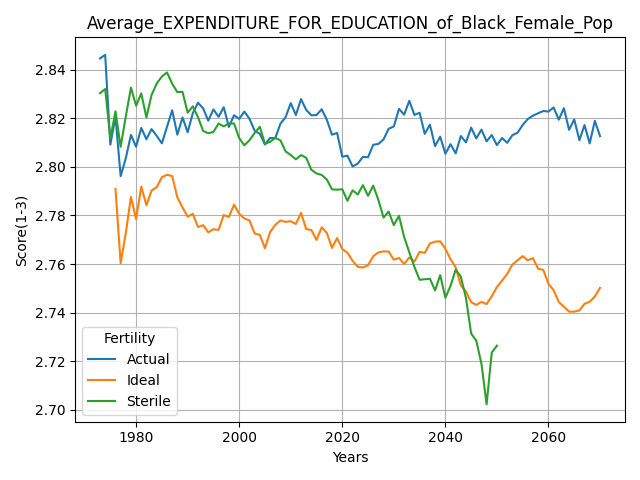 Average_EXPENDITURE_FOR_EDUCATION_of_Black_Female_Pop
Score(1-3)
2.84
2.82
2.80
2.78
2.76
2.74
2.72
2.70
Fertility
Actual
Ideal
Sterile
1980
2000
2020
2040
2060
Years